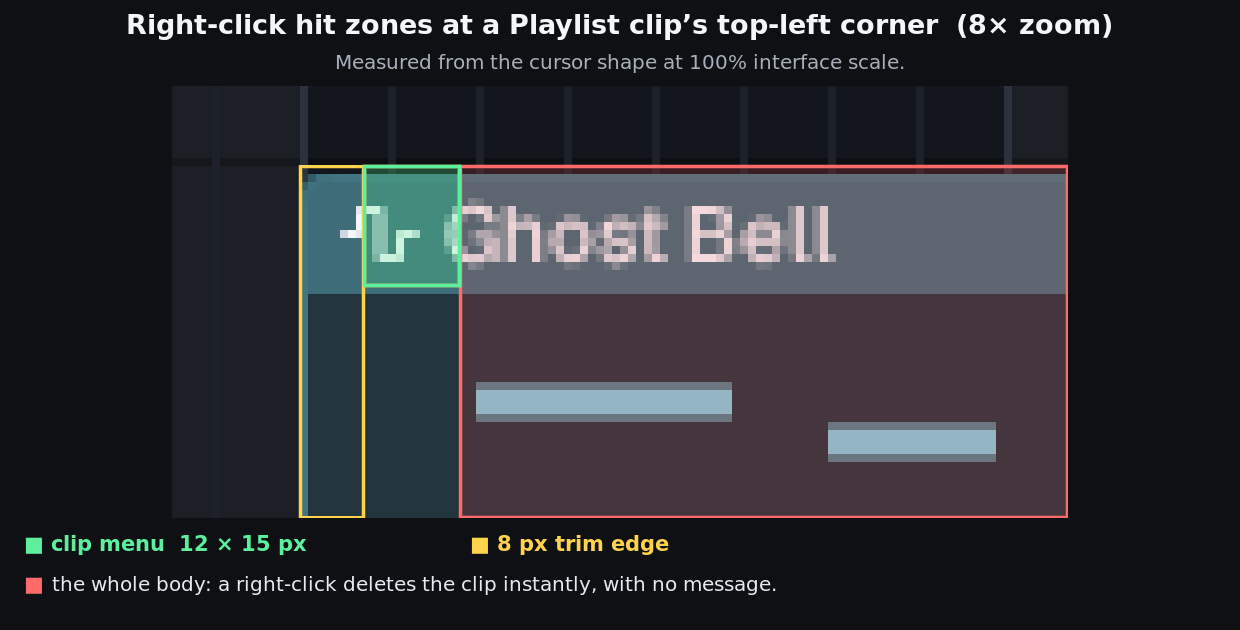 Right-click hit zones at a Playlist clip’s top-left corner  (8× zoom)
Measured from the cursor shape at 100% interface scale.
Ghost Bell
clip menu  12 × 15 px
8 px trim edge
the whole body: a right-click deletes the clip instantly, with no message.